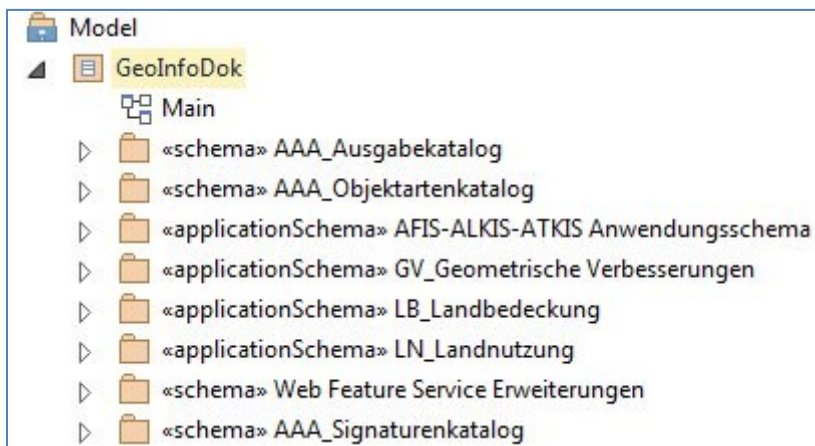 Model
GeoInfoDok
Main
«schema» AAA_Ausgabekatalog
«schema» AAA_Objektartenkatalog
«applicationSchema» AFIS-ALKIS-ATKIS Anwendungsschema
«applicationSchema» GV_Geometrische Verbesserungen
«applicationSchema» LB_Landbedeckung
«applicationSchema» LN_Landnutzung
«schema» Web Feature Service Erweiterungen
«schema» AAA_Signaturenkatalog